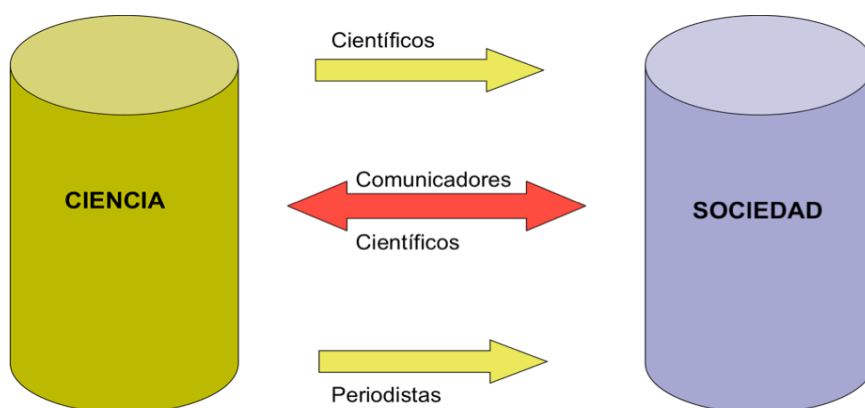 Científicos
CIENCIA
Comunicadores
Científicos
SOCIEDAD
Periodistas